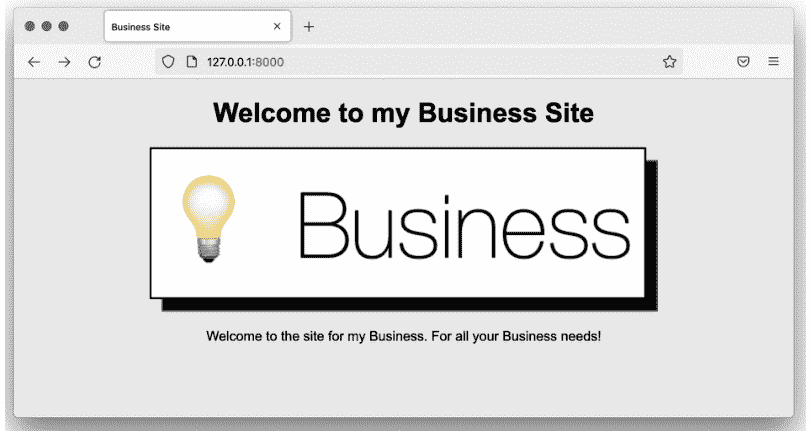 Business Site
127.0.0.1:8000
Welcome to my Business Site
Business
Welcome to the site for my Business. For all your Business needs!